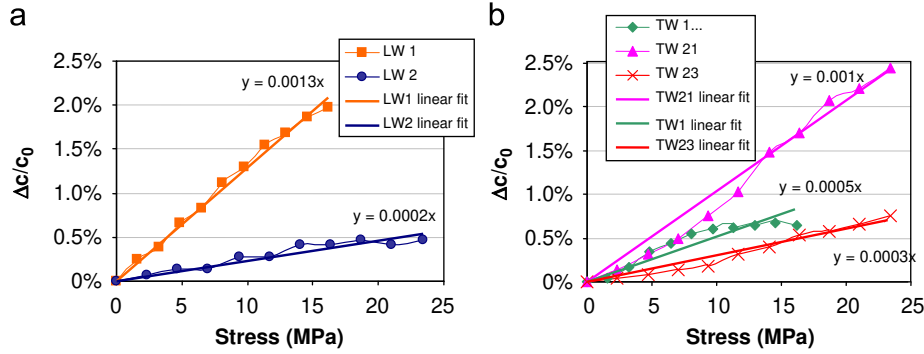 a
LW 1
LW 2
LW1 linear fit
LW2 linear fit
y = 0.0013x
y = 0.0002x
2.5%
2.0%
1.5%
1.0%
0.5%
0%
Δc/c0
0 5 10 15 20 25
Stress (MPa)
b
TW 1...
TW 21
TW 23
TW21 linear fit
TW1 linear fit
TW23 linear fit
y = 0.001x
y = 0.0005x
y = 0.0003x
2.5%
2.0%
1.5%
1.0%
0.5%
0%
Δc/c0
0 5 10 15 20 25
Stress (MPa)